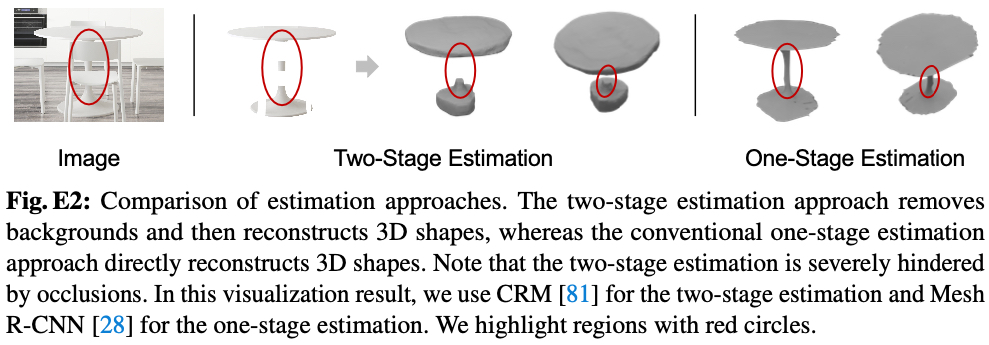 Image
Two-Stage Estimation
One-Stage Estimation
Fig. E2: Comparison of estimation approaches. The two-stage estimation approach removes
backgrounds and then reconstructs 3D shapes, whereas the conventional one-stage estimation
approach directly reconstructs 3D shapes. Note that the two-stage estimation is severely hindered
by occlusions. In this visualization result, we use CRM [81] for the two-stage estimation and Mesh
R-CNN [28] for the one-stage estimation. We highlight regions with red circles.